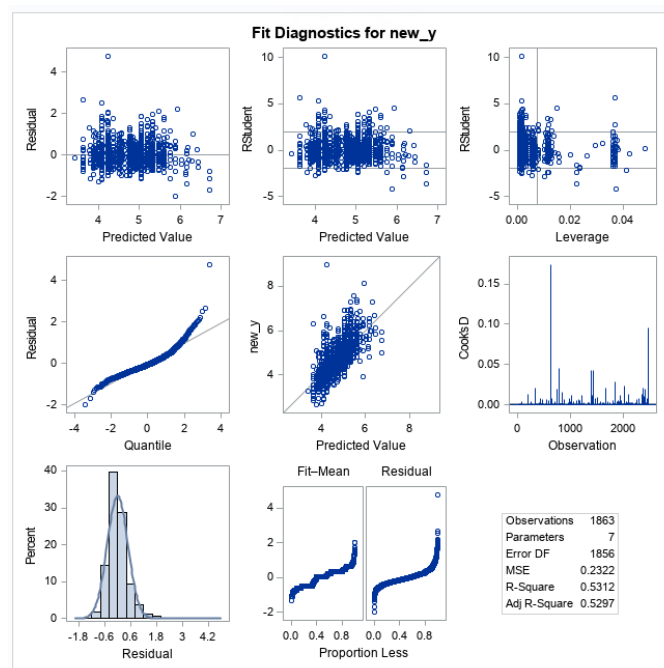 Fit Diagnostics for new_y
Residual
4
2
0
-2
4 5 6 7
Predicted Value
RStudent
10
5
0
-5
4 5 6 7
Predicted Value
RStudent
10
5
0
-5
0.00 0.02 0.04
Leverage
Residual
4
2
0
-2
-4 -2 0 2 4
Quantile
new_y
8
6
4
4 6 8
Predicted Value
Cook's D
0.15
0.10
0.05
0.00
0 1000 2000
Observation
Percent
40
30
20
10
0
-1.8 -0.6 0.6 1.8 3 4.2
Residual
Fit–Mean Residual
4
2
0
-2
0.0 0.4 0.8 0.0 0.4 0.8
Proportion Less
Observations 1863
Parameters 7
Error DF 1856
MSE 0.2322
R-Square 0.5312
Adj R-Square 0.5297